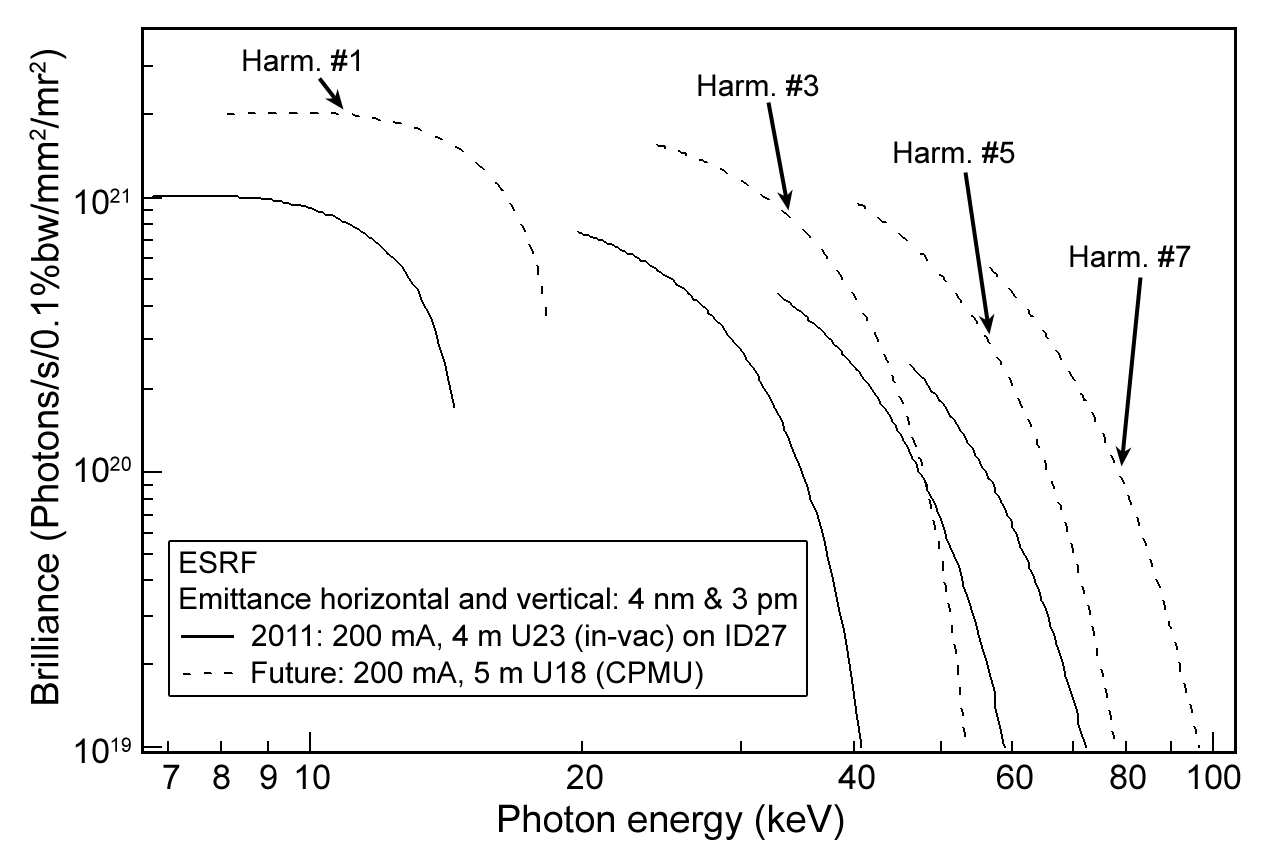 Harm. #1
Harm. #3
Harm. #5
Harm. #7
Brilliance (Photons/s/0.1%bw/mm²/mr²)
10²¹
10²⁰
10¹⁹
ESRF
Emittance horizontal and vertical: 4 nm & 3 pm
2011: 200 mA, 4 m U23 (in-vac) on ID27
Future: 200 mA, 5 m U18 (CPMU)
7 8 9 10 20 40 60 80 100
Photon energy (keV)